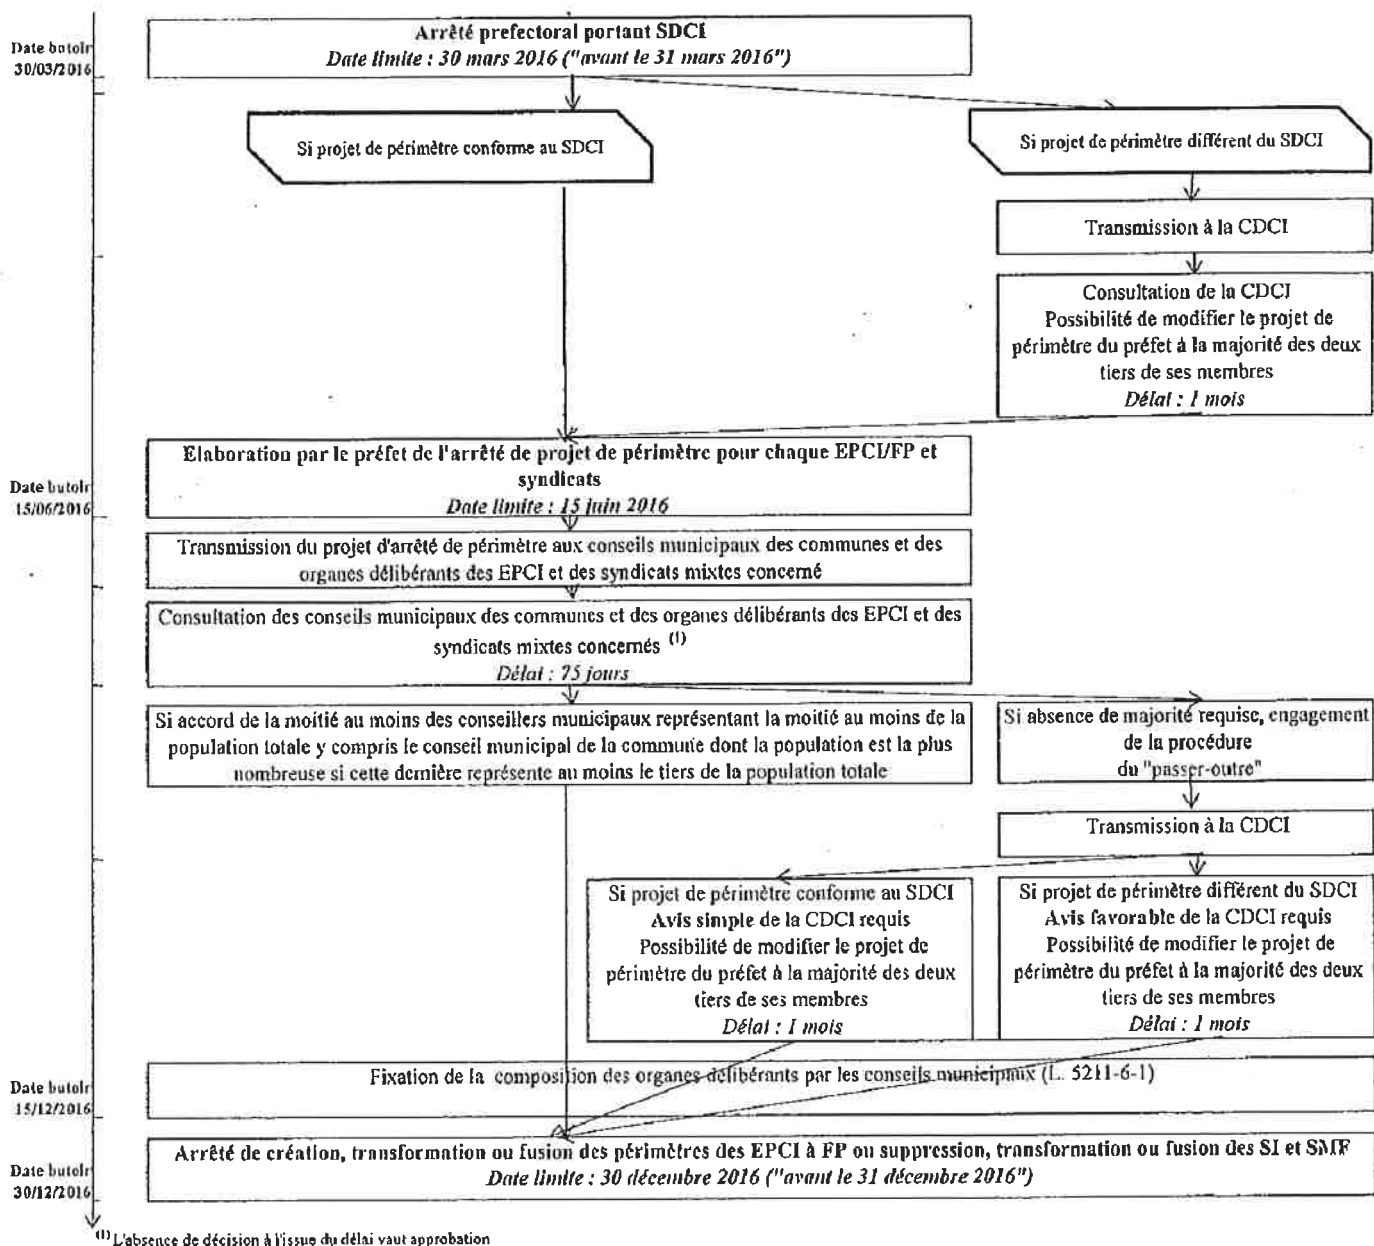 Arrêté prefectoral portant SDCI
Date limite : 30 mars 2016 ("avant le 31 mars 2016")
Date butoir
30/03/2016
Si projet de périmètre conforme au SDCI
Si projet de périmètre différent du SDCI
Transmission à la CDCI
Consultation de la CDCI
Possibilité de modifier le projet de
périmètre du préfet à la majorité des deux
tiers de ses membres
Délai : 1 mois
Elaboration par le préfet de l'arrêté de projet de périmètre pour chaque EPCI/FP et
syndicats
Date limite : 15 juin 2016
Date butoir
15/06/2016
Transmission du projet d'arrêté de périmètre aux conseils municipaux des communes et des
organes délibérants des EPCI et des syndicats mixtes concerné
Consultation des conseils municipaux des communes et des organes délibérants des EPCI et des
syndicats mixtes concernés (1)
Délai : 75 jours
Si accord de la moitié au moins des conseillers municipaux représentant la moitié au moins de la
population totale y compris le conseil municipal de la commune dont la population est la plus
nombreuse si cette dernière représente au moins le tiers de la population totale
Si absence de majorité requise, engagement
de la procédure
du "passer-outre"
Transmission à la CDCI
Si projet de périmètre conforme au SDCI
Avis simple de la CDCI requis
Possibilité de modifier le projet de
périmètre du préfet à la majorité des deux
tiers de ses membres
Délai : 1 mois
Si projet de périmètre différent du SDCI
Avis favorable de la CDCI requis
Possibilité de modifier le projet de
périmètre du préfet à la majorité des deux
tiers de ses membres
Délai : 1 mois
Fixation de la composition des organes délibérants par les conseils municipaux (L. 5211-6-1)
Date butoir
15/12/2016
Arrêté de création, transformation ou fusion des périmètres des EPCI à FP ou suppression, transformation ou fusion des SI et SMF
Date limite : 30 décembre 2016 ("avant le 31 décembre 2016")
Date butoir
30/12/2016
(1) L'absence de décision à l'issue du délai vaut approbation